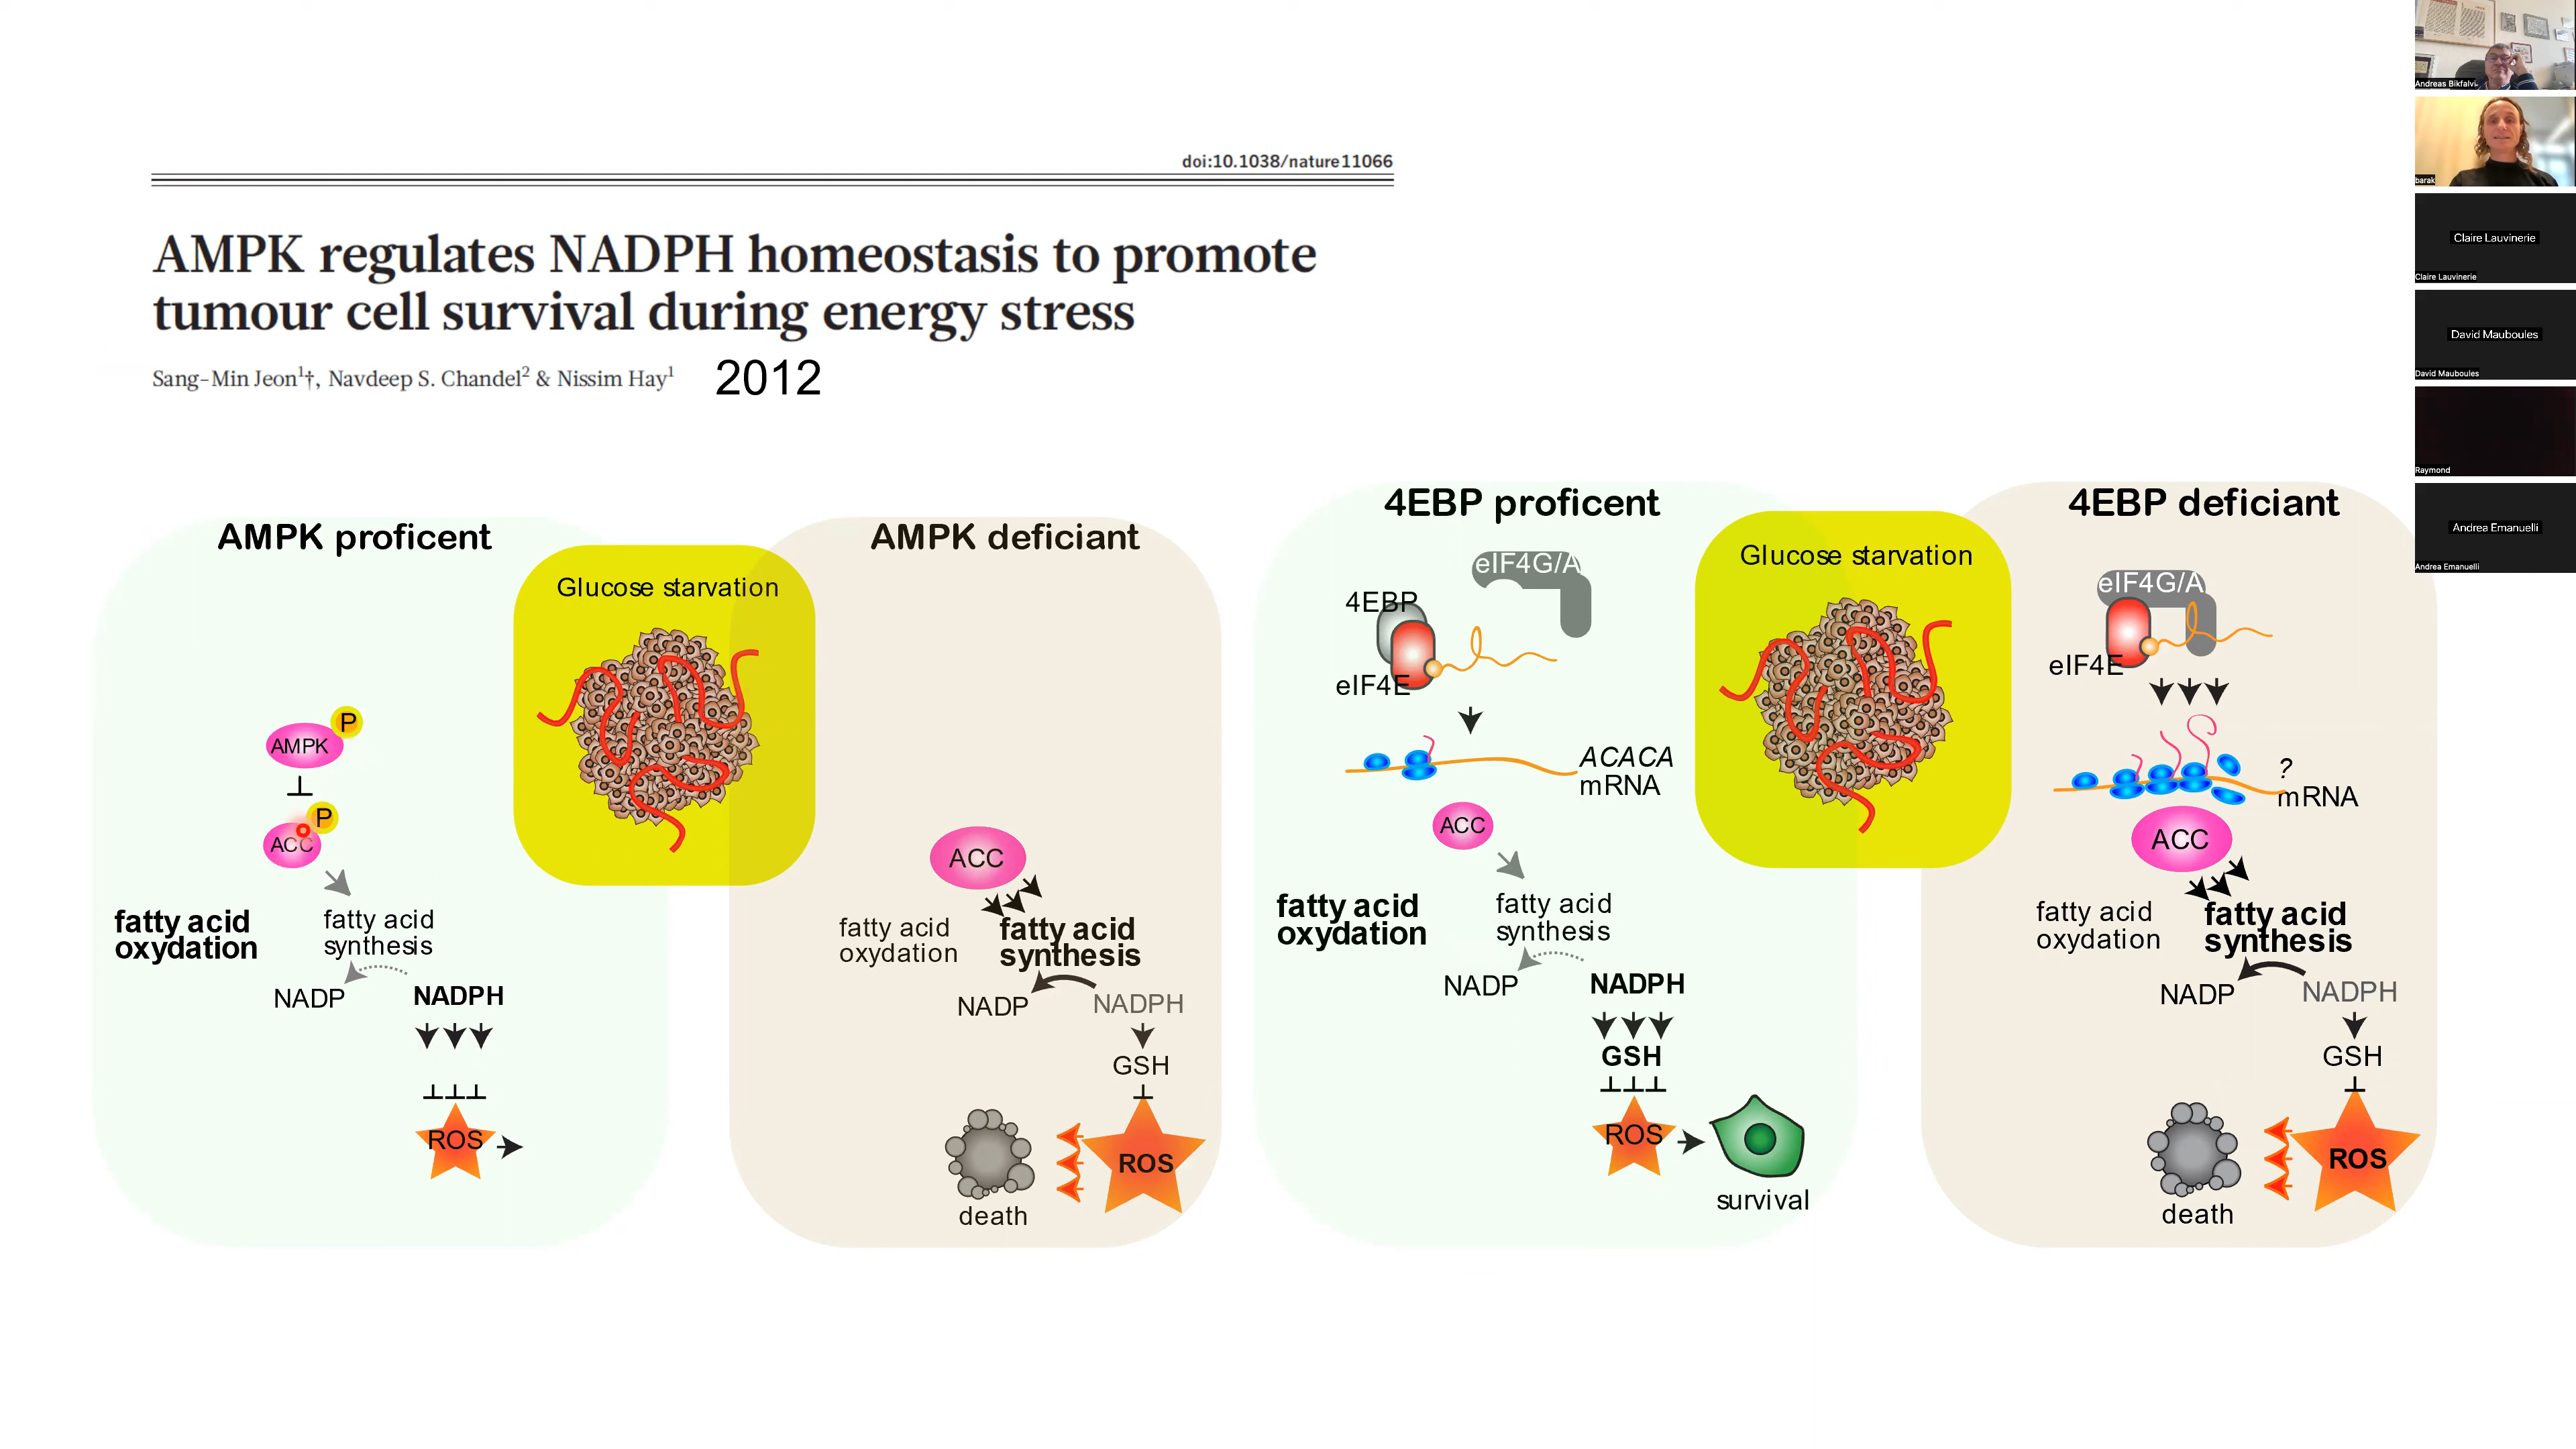 doi:10.1038/nature11066
AMPK regulates NADPH homeostasis to promote
tumour cell survival during energy stress
Sang-Min Jeon1†, Navdeep S. Chandel2 & Nissim Hay1
2012
AMPK proficent
P
AMPK
P
ACC
fatty acid
oxydation
fatty acid
synthesis
NADP
NADPH
ROS
Glucose starvation
AMPK deficiant
ACC
fatty acid
oxydation
fatty acid
synthesis
NADP
NADPH
GSH
ROS
death
4EBP proficent
eIF4G/A
4EBP
eIF4E
ACACA
mRNA
ACC
fatty acid
oxydation
fatty acid
synthesis
NADP
NADPH
GSH
ROS
survival
Glucose starvation
4EBP deficiant
eIF4G/A
eIF4E
?
mRNA
ACC
fatty acid
oxydation
fatty acid
synthesis
NADP
NADPH
GSH
ROS
death
Andreas Bikfalvi
barak
Claire Lauvinerie
Claire Lauvinerie
David Mauboules
David Mauboules
Raymond
Andrea Emanuelli
Andrea Emanuelli